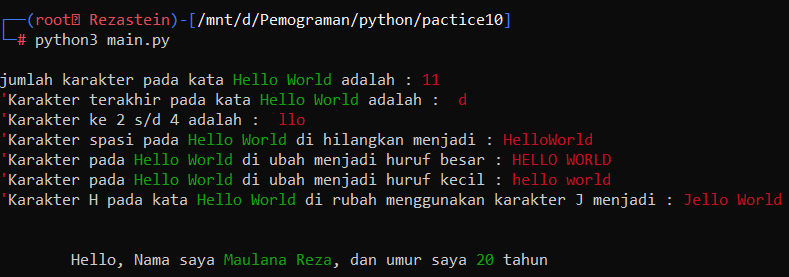 ┌──(root㉿ Rezastein)-[/mnt/d/Pemograman/python/pactice10]
└─# python3 main.py
jumlah karakter pada kata Hello World adalah : 11
'Karakter terakhir pada kata Hello World adalah :  d
'Karakter ke 2 s/d 4 adalah :  llo
'Karakter spasi pada Hello World di hilangkan menjadi : HelloWorld
'Karakter pada Hello World di ubah menjadi huruf besar : HELLO WORLD
'Karakter pada Hello World di ubah menjadi huruf kecil : hello world
'Karakter H pada kata Hello World di rubah menggunakan karakter J menjadi : Jello World
Hello, Nama saya Maulana Reza, dan umur saya 20 tahun